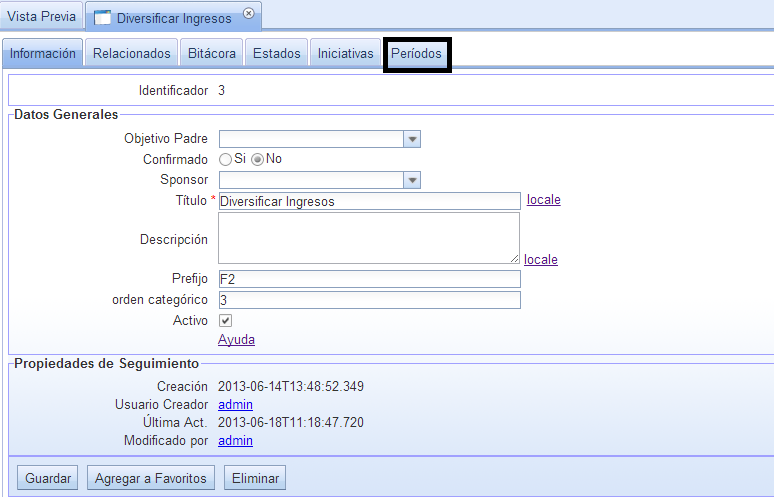 Vista Previa Diversificar Ingresos
Información Relacionados Bitácora Estados Iniciativas Períodos
Identificador 3
Datos Generales
Objetivo Padre
Confirmado Si No
Sponsor
Título * Diversificar Ingresos locale
Descripción
locale
Prefijo F2
orden categórico 3
Activo
Ayuda
Propiedades de Seguimiento
Creación 2013-06-14T13:48:52.349
Usuario Creador admin
Última Act. 2013-06-18T11:18:47.720
Modificado por admin
Guardar Agregar a Favoritos Eliminar